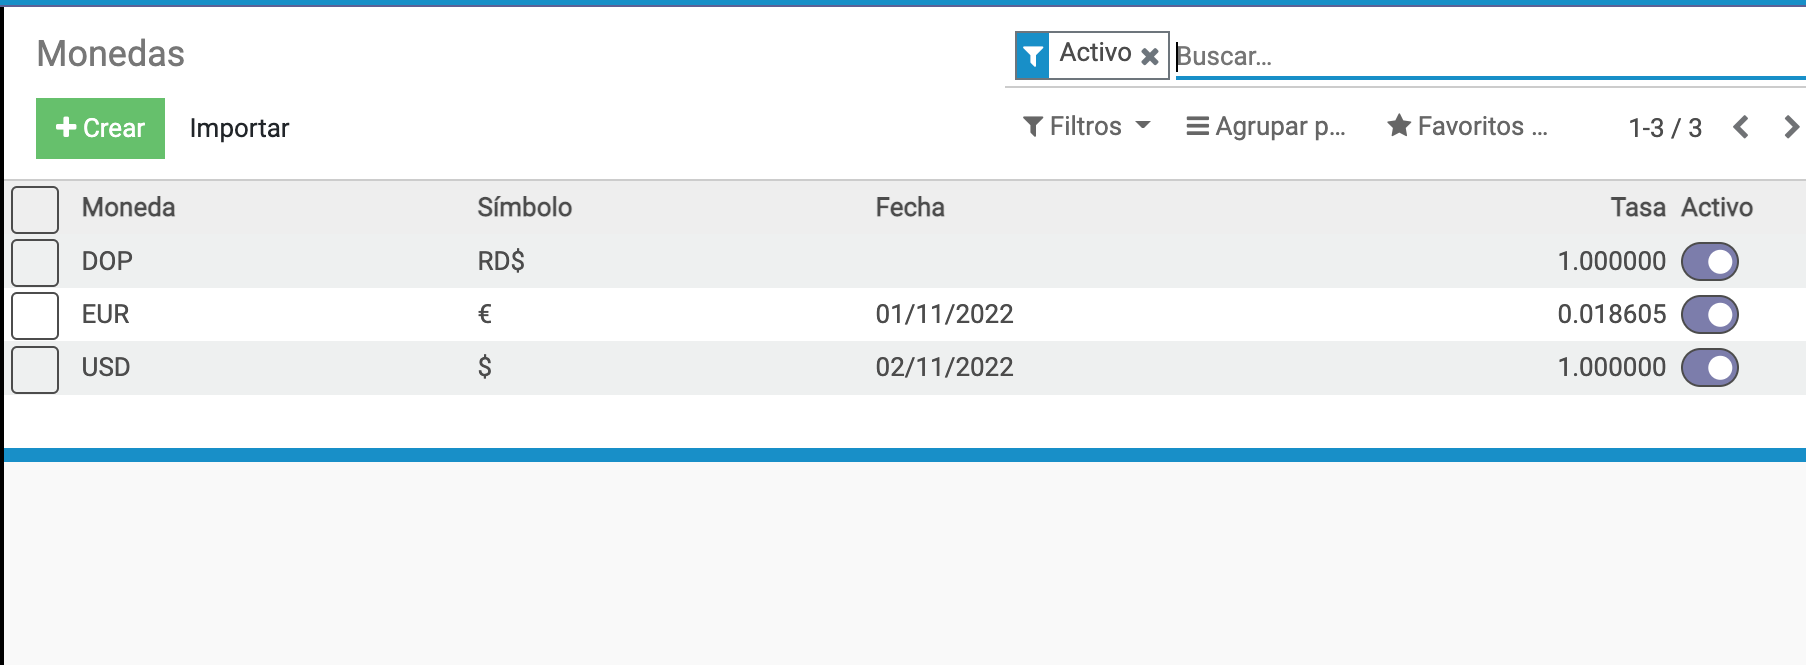 Monedas
Activo Buscar...
Crear Importar
Filtros Agrupar p... Favoritos ... 1-3 / 3
Moneda Símbolo Fecha Tasa Activo
DOP RD$ 1.000000
EUR € 01/11/2022 0.018605
USD $ 02/11/2022 1.000000